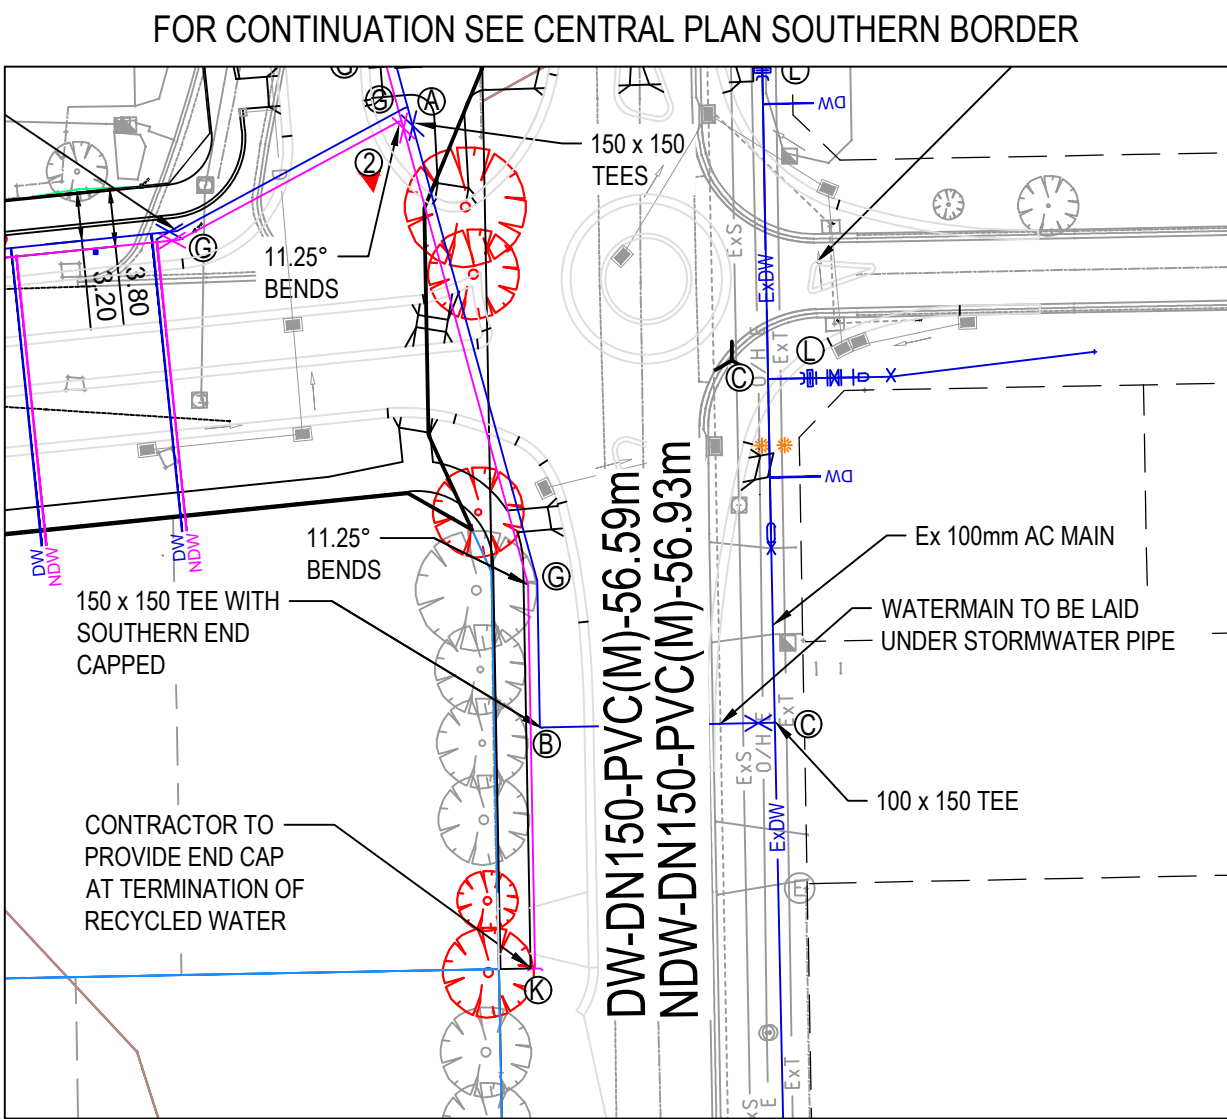 FOR CONTINUATION SEE CENTRAL PLAN SOUTHERN BORDER
G
L
G
A
DW
150 x 150
TEES
2
ExS
G
11.25°
BENDS
3.20
3.80
ExDW
O/H E
ExT
L
C
DW
DW-DN150-PVC(M)-56.59m
NDW-DN150-PVC(M)-56.93m
Ex 100mm AC MAIN
11.25°
BENDS
DW
NDW
DW
NDW
G
150 x 150 TEE WITH
SOUTHERN END
CAPPED
WATERMAIN TO BE LAID
UNDER STORMWATER PIPE
B
ExT
C
ExS
O/H E
100 x 150 TEE
ExDW
CONTRACTOR TO
PROVIDE END CAP
AT TERMINATION OF
RECYCLED WATER
E
K
ExT
ExS
E